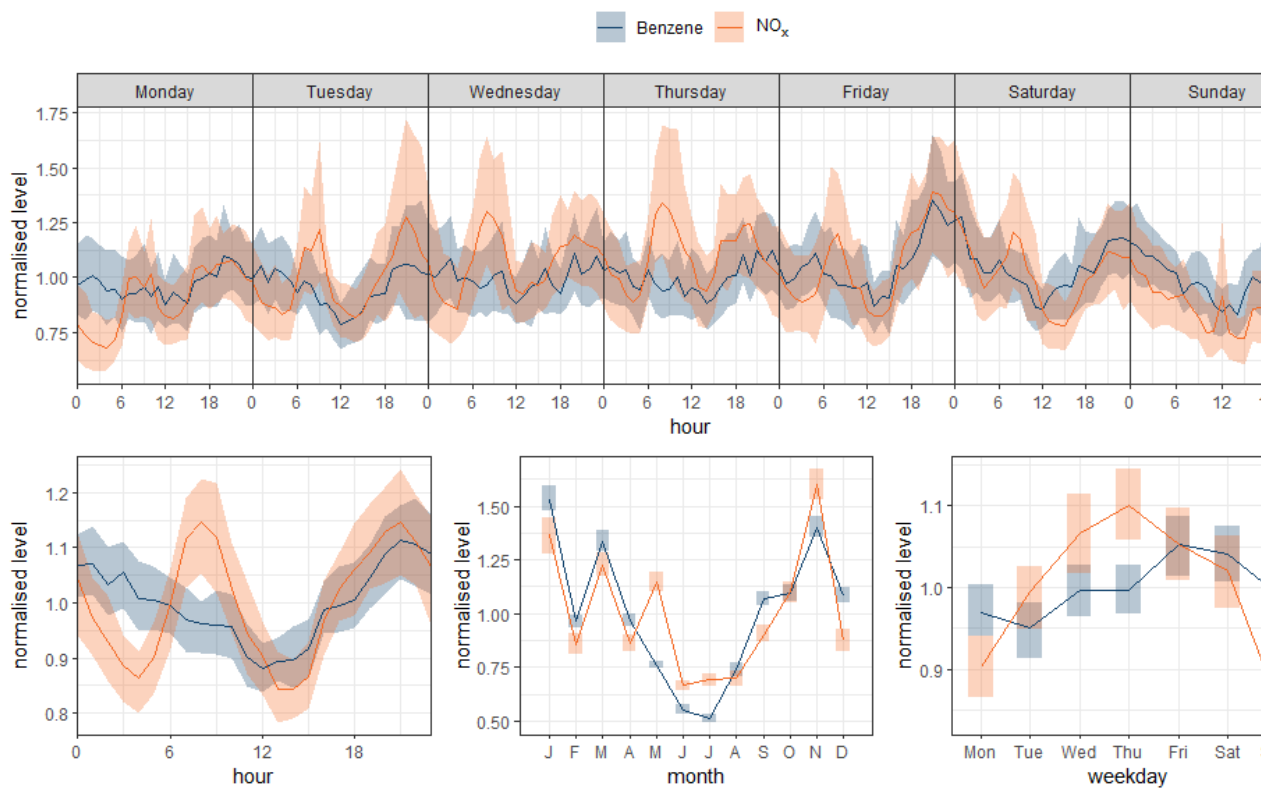 Benzene NOx
Monday Tuesday Wednesday Thursday Friday Saturday Sunday
normalised level
1.75
1.50
1.25
1.00
0.75
0 6 12 18 0 6 12 18 0 6 12 18 0 6 12 18 0 6 12 18 0 6 12 18 0 6 12
hour
normalised level
1.2
1.1
1.0
0.9
0.8
0 6 12 18
hour
normalised level
1.50
1.25
1.00
0.75
0.50
J F M A M J J A S O N D
month
normalised level
1.1
1.0
0.9
Mon Tue Wed Thu Fri Sat
weekday